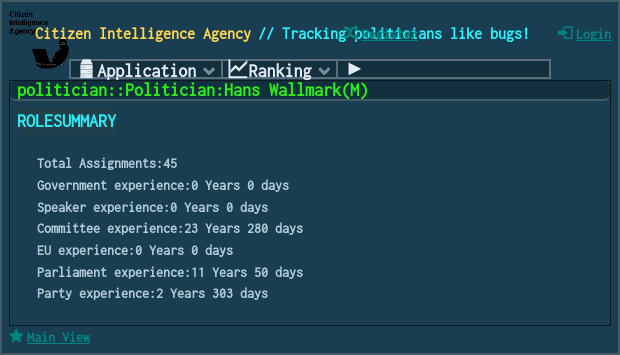 Citizen
Intelligence
Agency
Citizen Intelligence Agency // Tracking politicians like bugs!
Login
Application
Ranking
politician::Politician:Hans Wallmark(M)
ROLESUMMARY
Total Assignments:45
Government experience:0 Years 0 days
Speaker experience:0 Years 0 days
Committee experience:23 Years 280 days
EU experience:0 Years 0 days
Parliament experience:11 Years 50 days
Party experience:2 Years 303 days
Main View